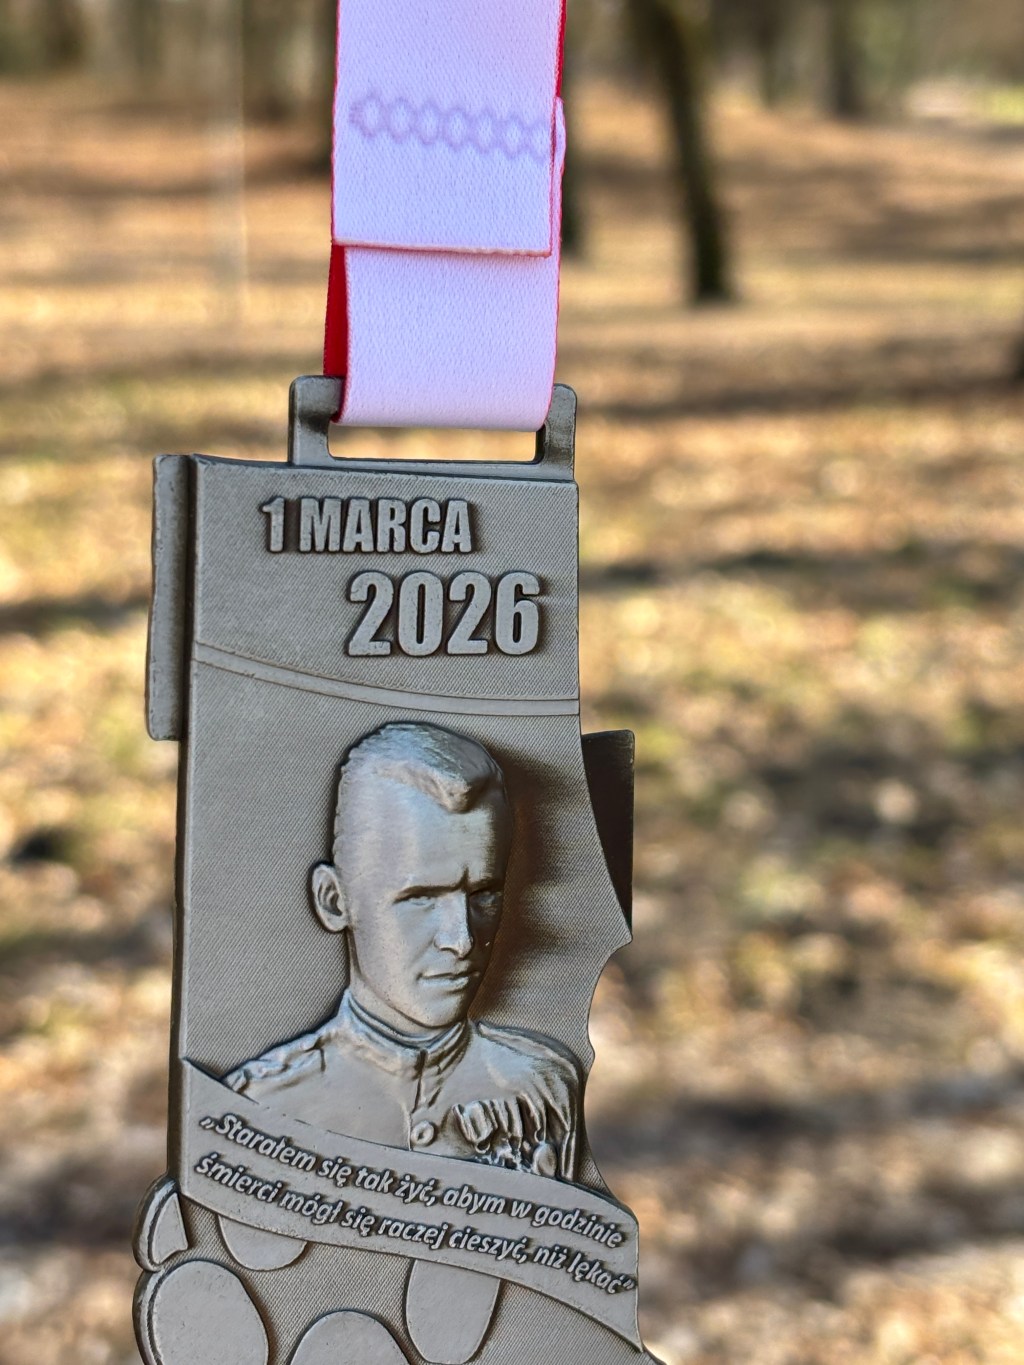 1 MARCA
2026
„Starałem się tak żyć, abym w godzinie
śmierci mógł się raczej cieszyć, niż lękać”